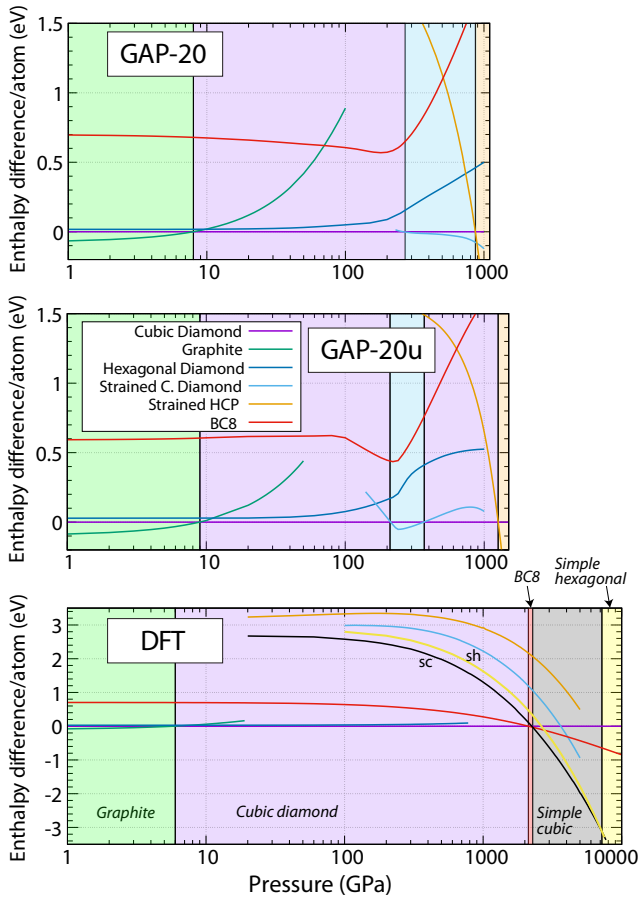 1.5
GAP-20
1
0.5
0
Enthalpy difference/atom (eV)
1 10 100 1000
1.5
Cubic Diamond
Graphite
Hexagonal Diamond
Strained C. Diamond
Strained HCP
BC8
GAP-20u
1
0.5
0
Enthalpy difference/atom (eV)
1 10 100 1000
BC8
Simple
hexagonal
3
2
1
0
-1
-2
-3
Enthalpy difference/atom (eV)
DFT
sc
sh
Graphite
Cubic diamond
Simple
cubic
1 10 100 1000 10000
Pressure (GPa)